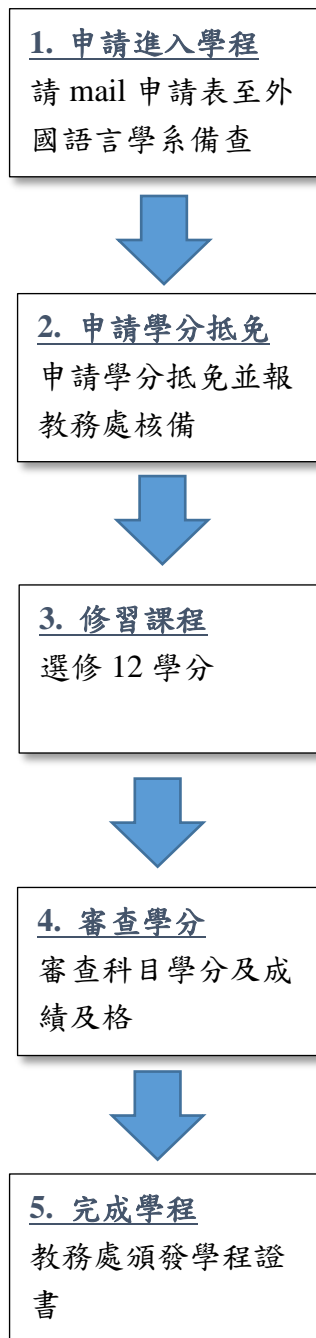 1. 申請進入學程
請 mail 申請表至外
國語言學系備查
2. 申請學分抵免
申請學分抵免並報
教務處核備
3. 修習課程
選修 12 學分
4. 審查學分
審查科目學分及成
績及格
5. 完成學程
教務處頒發學程證
書